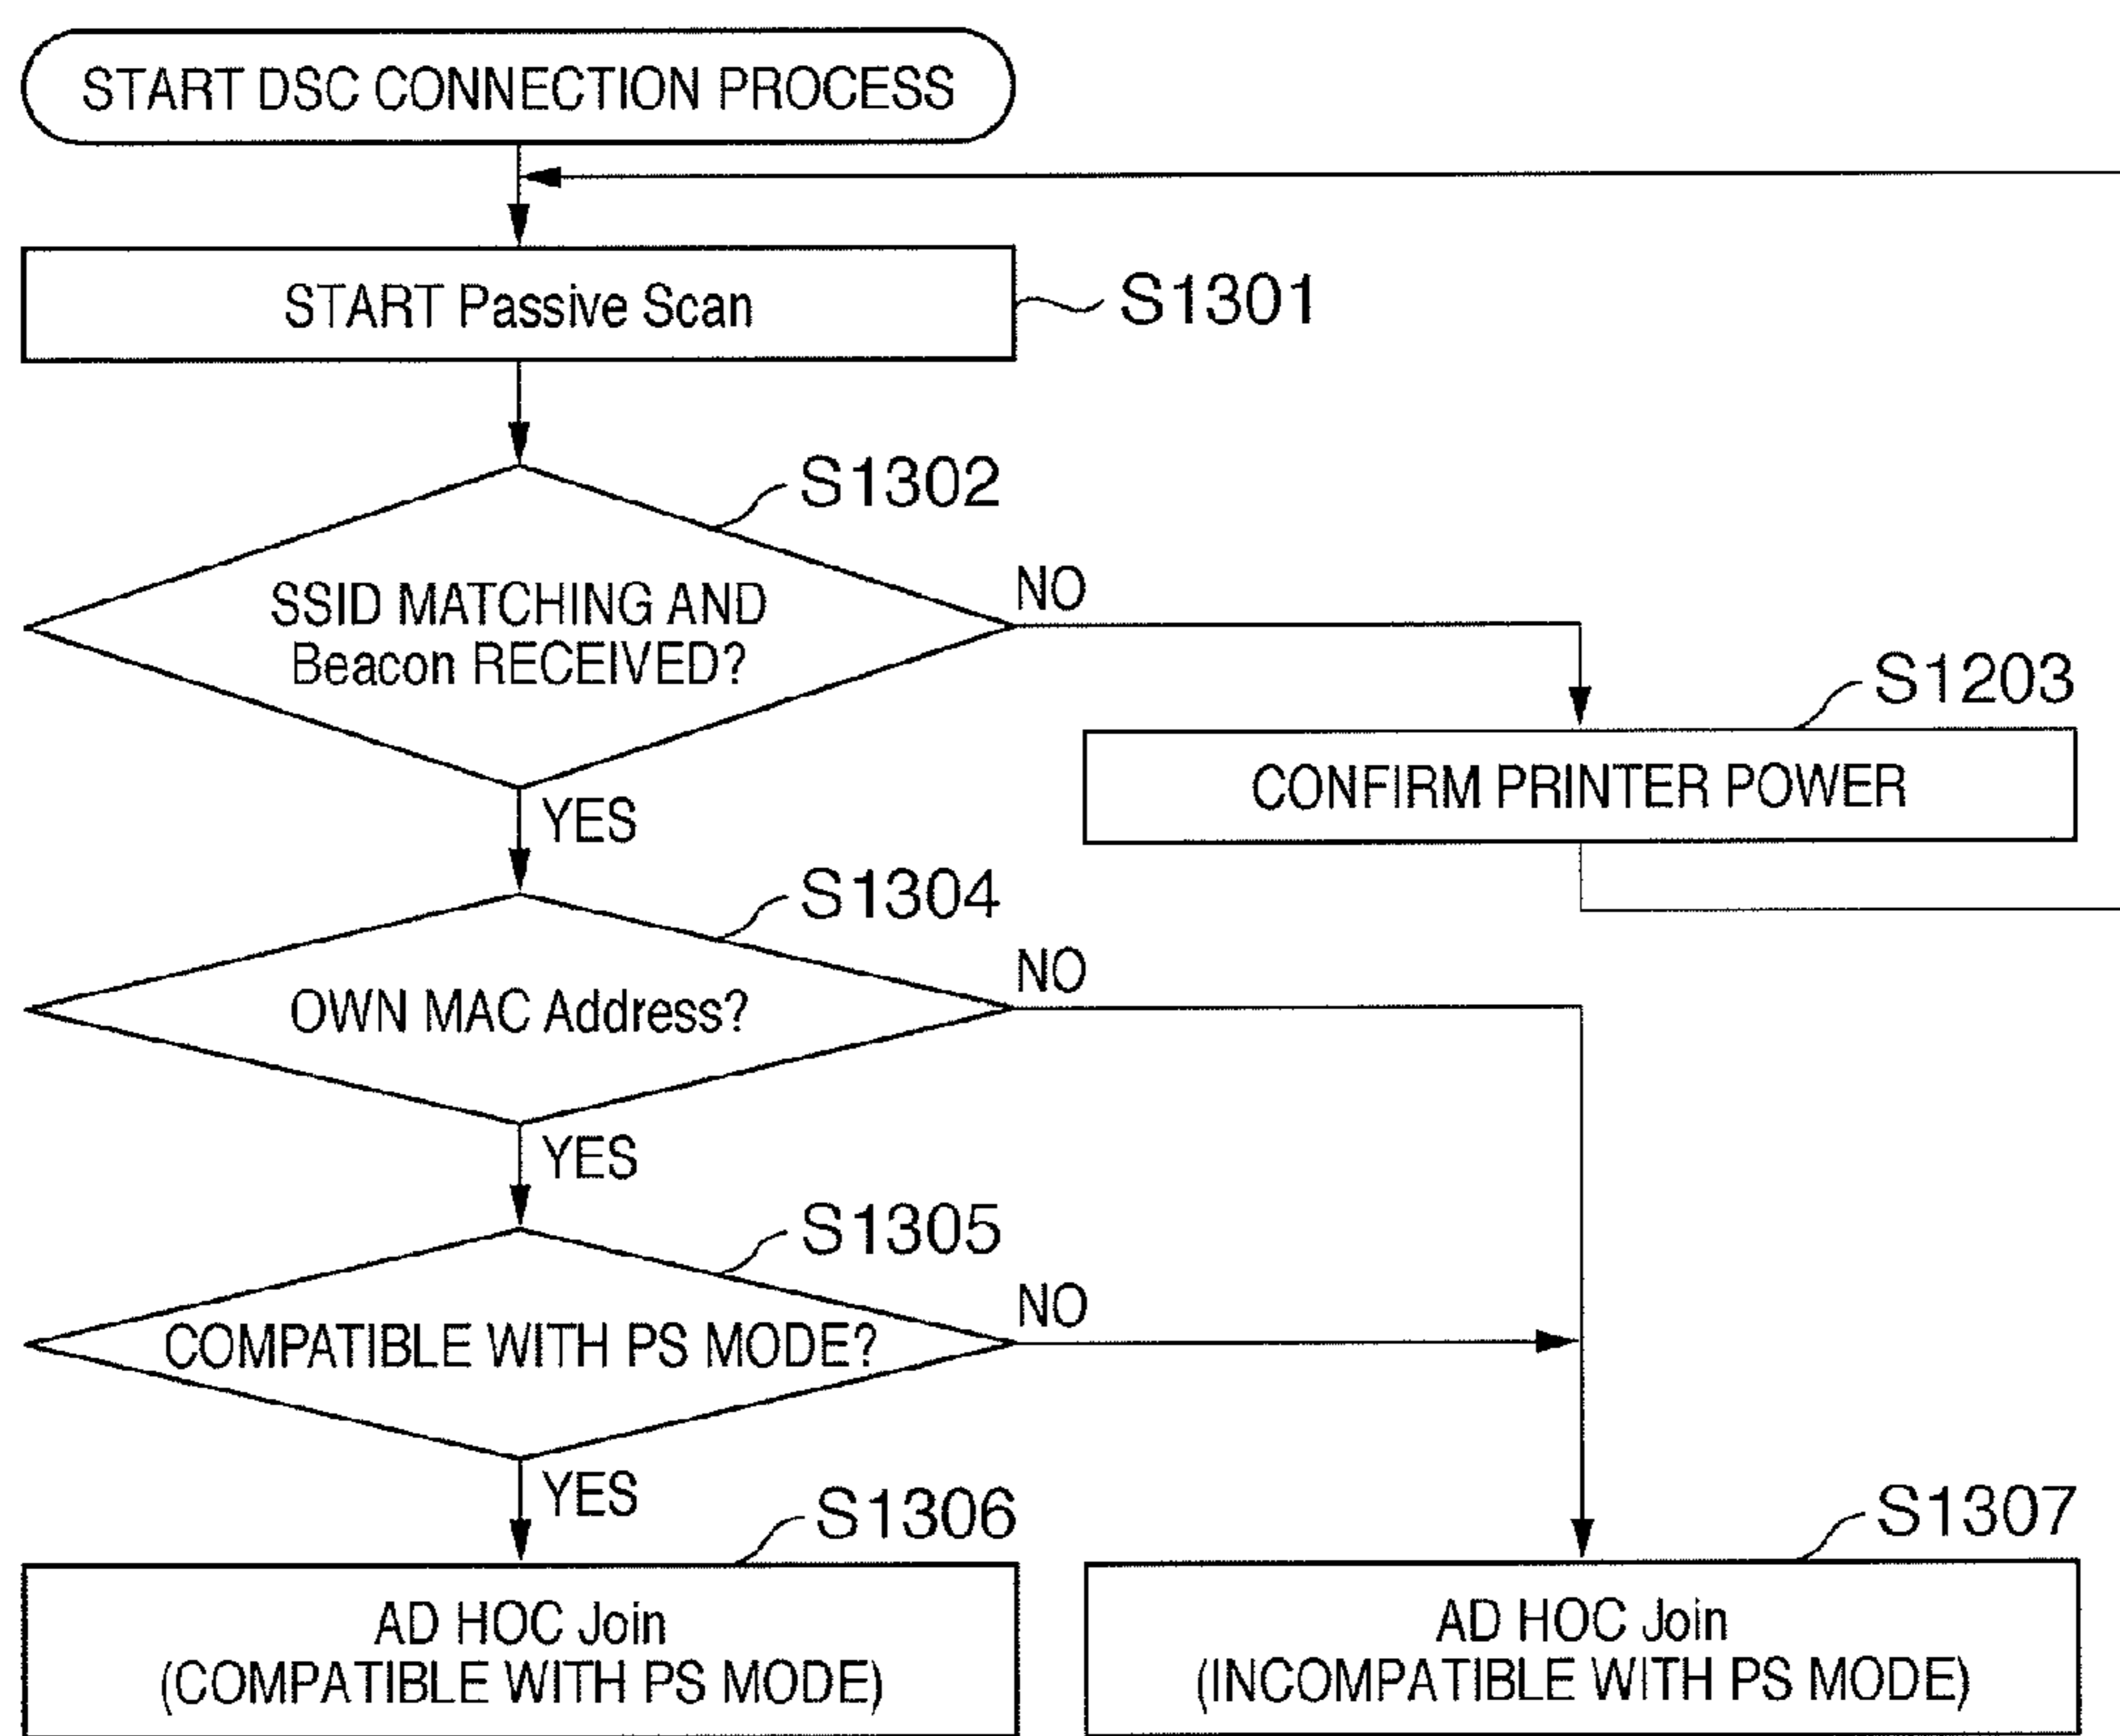 START DSC CONNECTION PROCESS
START Passive Scan
S1301
S1302
SSID MATCHING AND
Beacon RECEIVED?
NO
YES
S1203
CONFIRM PRINTER POWER
S1304
OWN MAC Address?
NO
YES
S1305
COMPATIBLE WITH PS MODE?
NO
YES
S1306
AD HOC Join
(COMPATIBLE WITH PS MODE)
S1307
AD HOC Join
(INCOMPATIBLE WITH PS MODE)